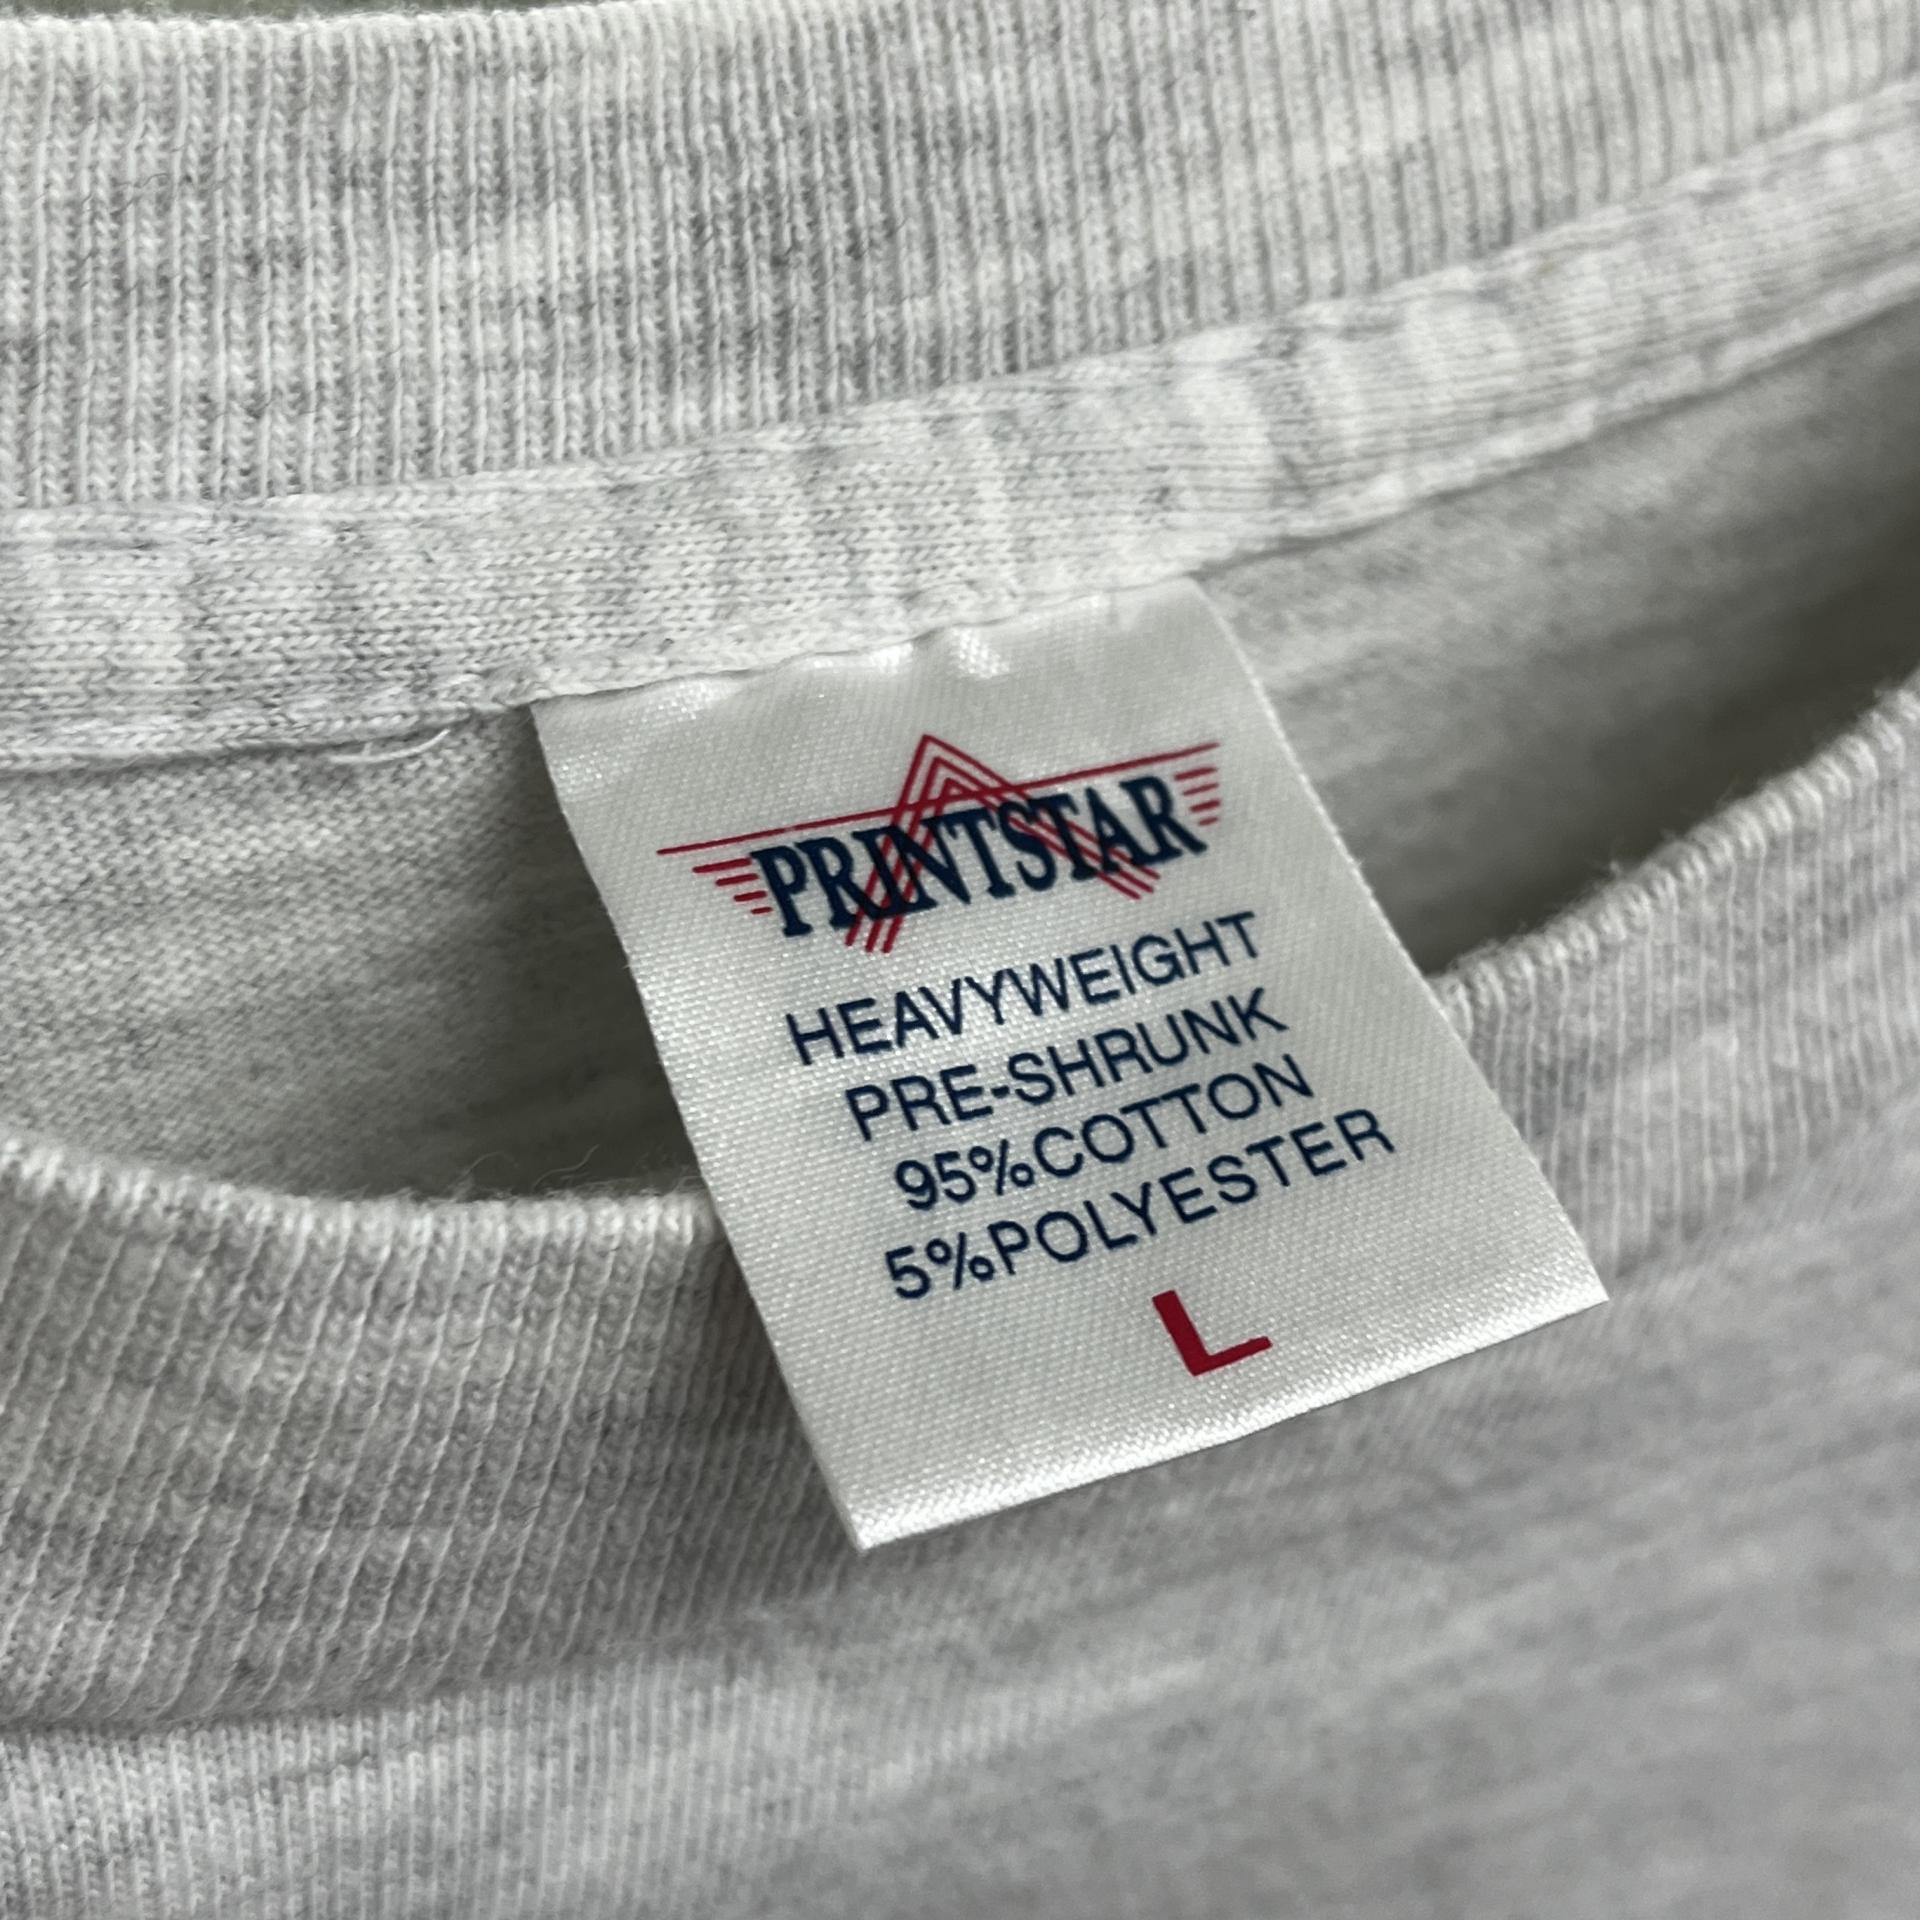 PRINTSTAR
HEAVYWEIGHT
PRE-SHRUNK
95%COTTON
5%POLYESTER
L